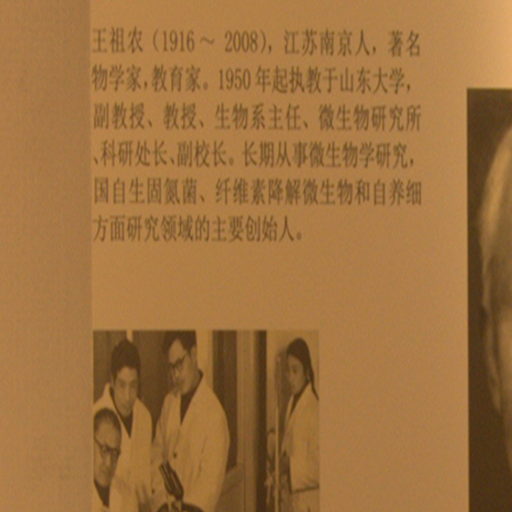 王祖农（1916～ 2008），江苏南京人，著名
物学家，教育家。1950年起执教于山东大学，
副教授、教授、生物系主任、微生物研究所
、科研处长、副校长。长期从事微生物学研究，
国自生固氮菌、纤维素降解微生物和自养细
方面研究领域的主要创始人。